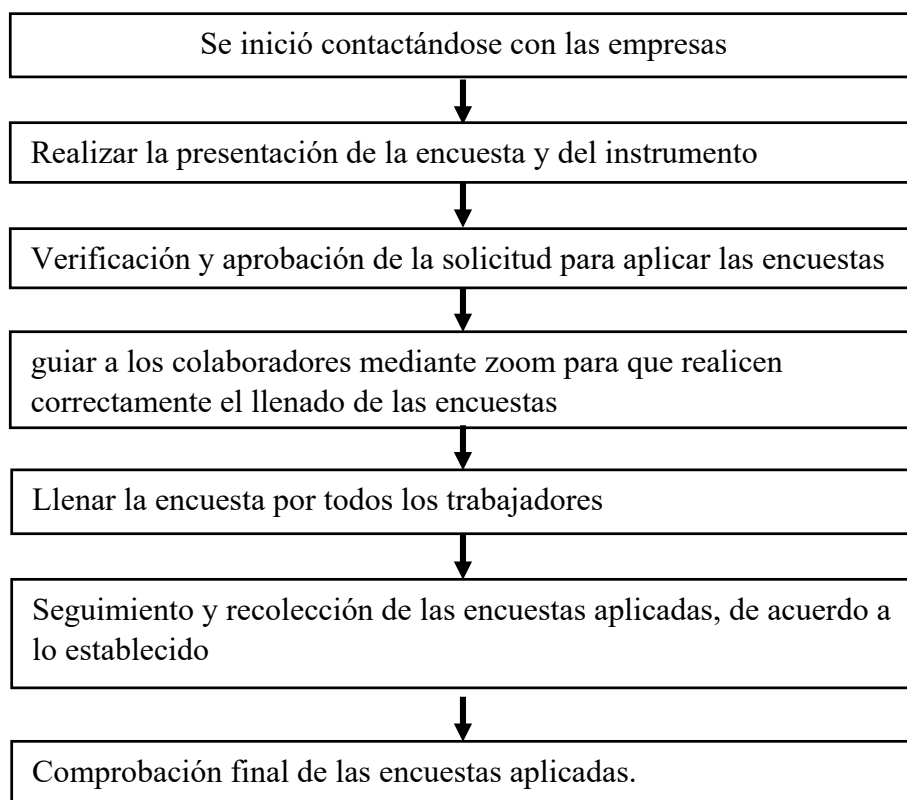 Se inició contactándose con las empresas
Realizar la presentación de la encuesta y del instrumento
Verificación y aprobación de la solicitud para aplicar las encuestas
guiar a los colaboradores mediante zoom para que realicen
correctamente el llenado de las encuestas
Llenar la encuesta por todos los trabajadores
Seguimiento y recolección de las encuestas aplicadas, de acuerdo a
lo establecido
Comprobación final de las encuestas aplicadas.